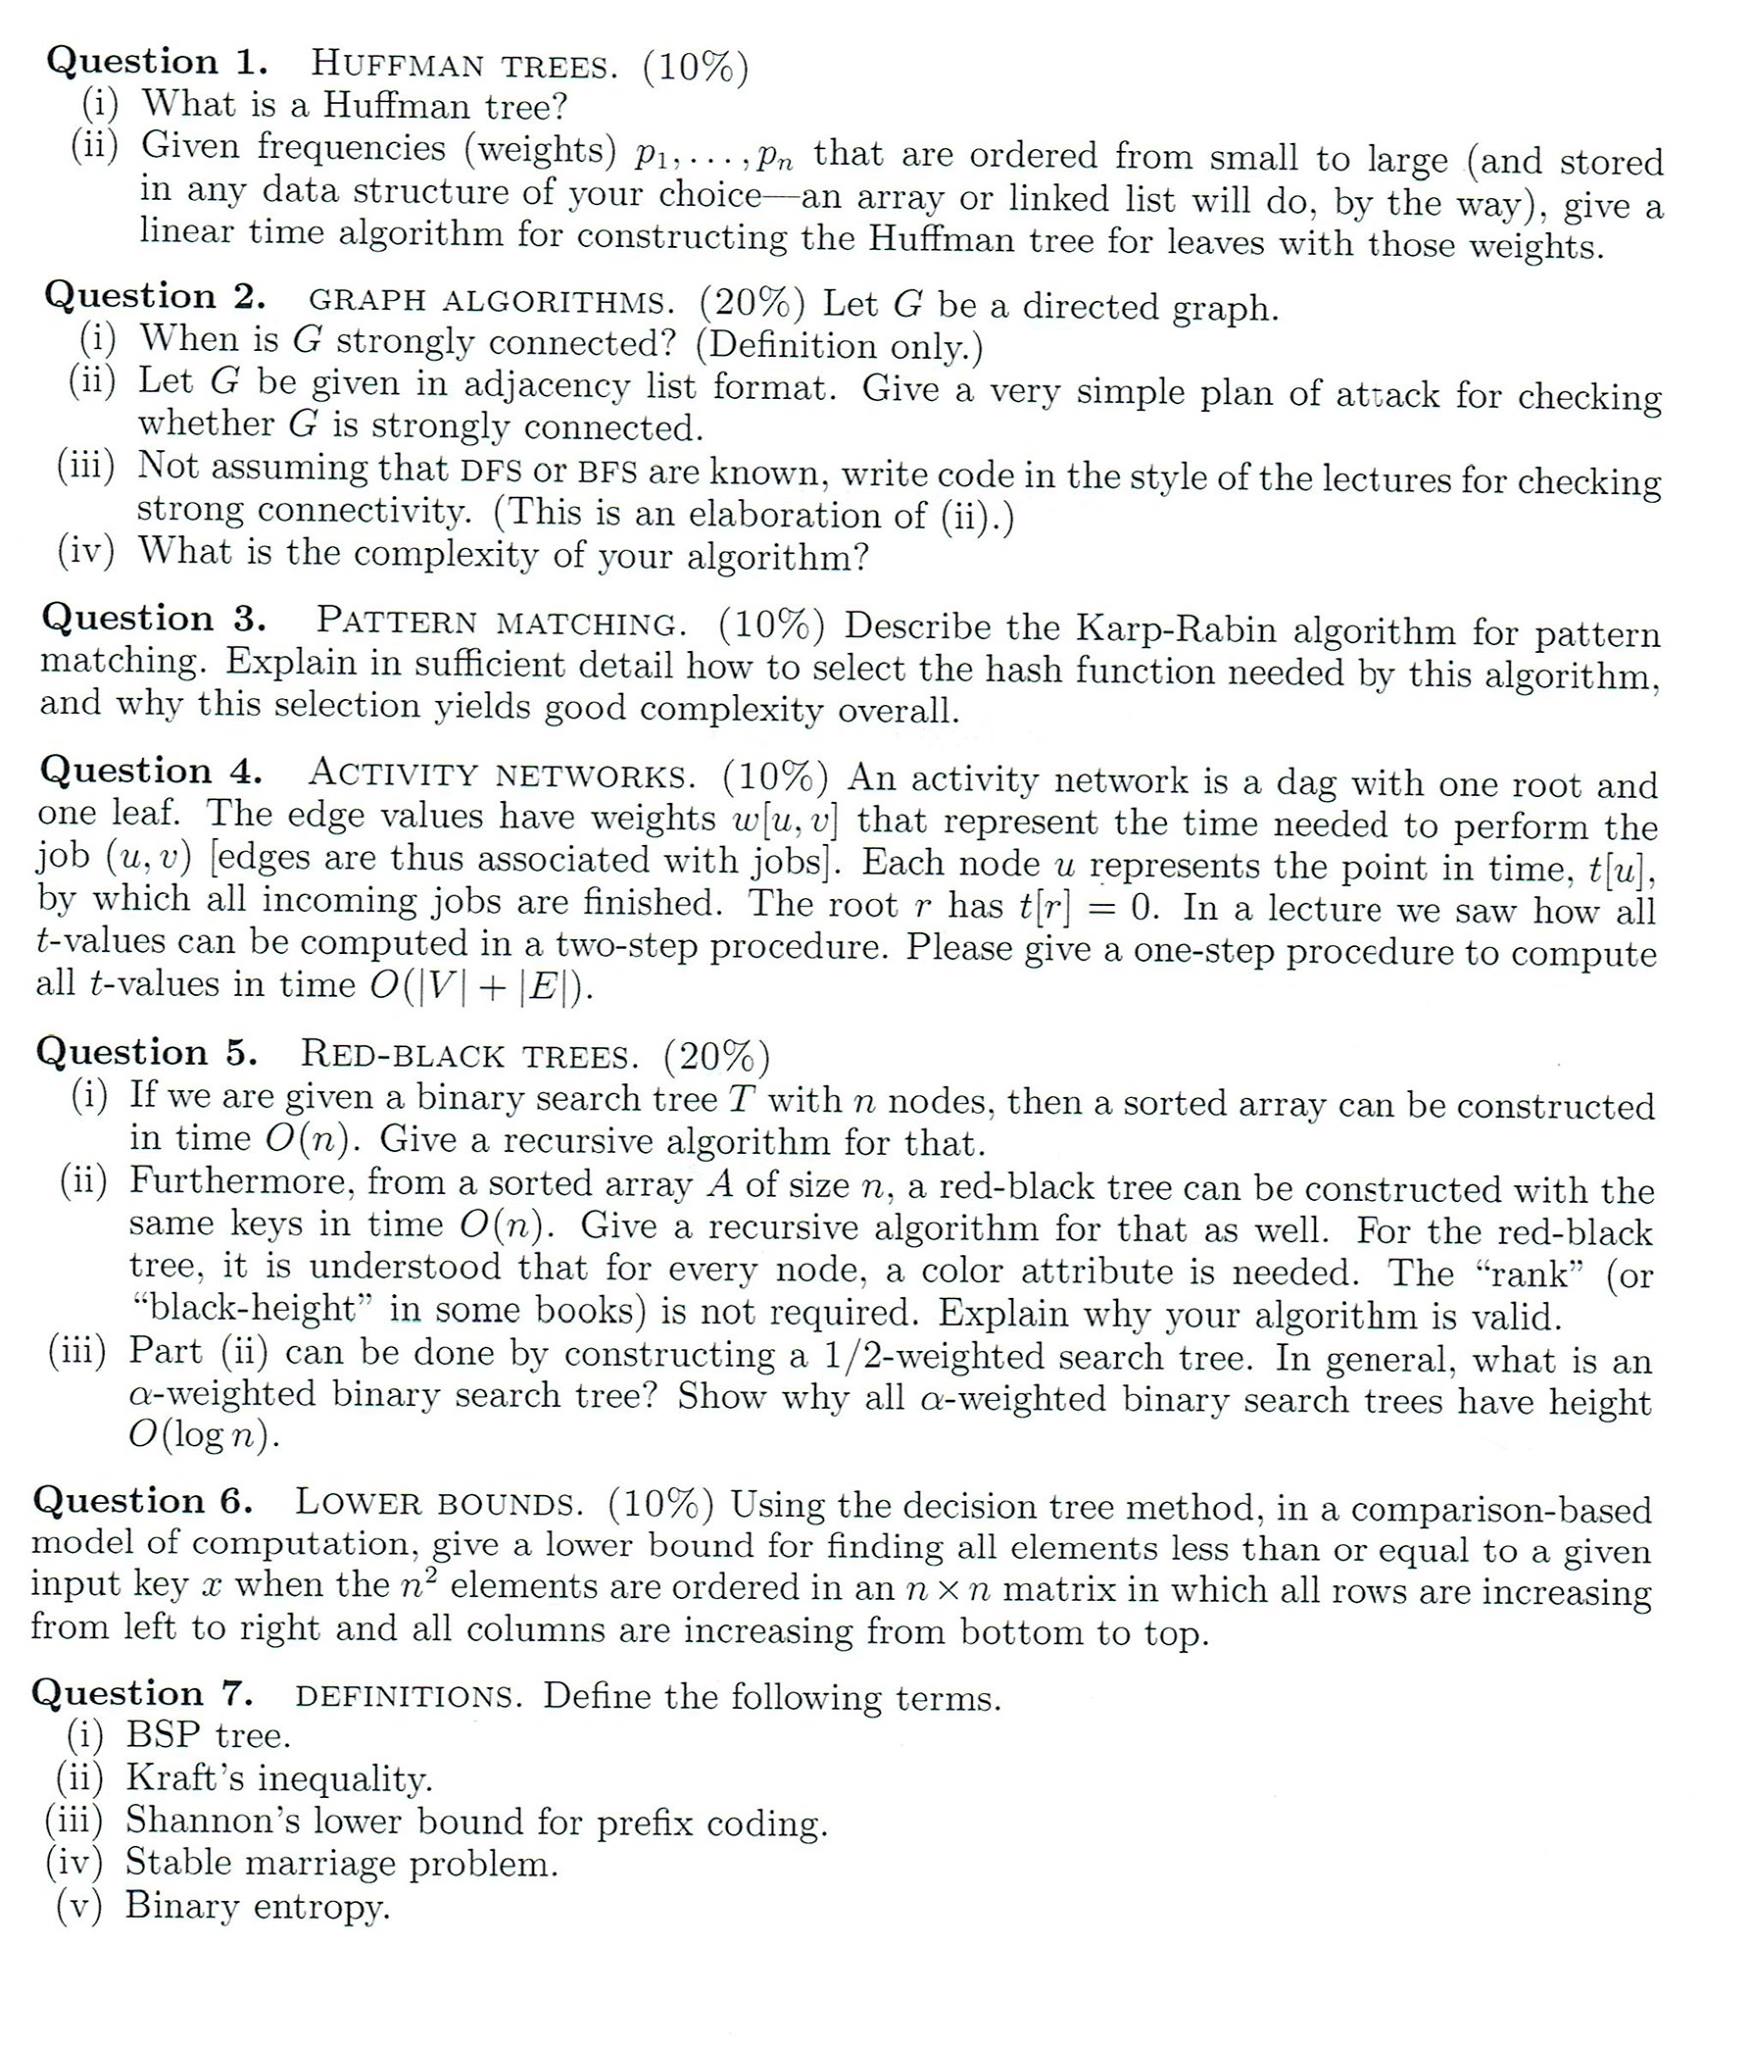 Question 1. HUFFMAN TREES. (10%)
(i) What is a Huffman tree?
(ii) Given frequencies (weights) p₁, . . . , pₙ that are ordered from small to large (and stored
in any data structure of your choice—an array or linked list will do, by the way), give a
linear time algorithm for constructing the Huffman tree for leaves with those weights.
Question 2. GRAPH ALGORITHMS. (20%) Let G be a directed graph.
(i) When is G strongly connected? (Definition only.)
(ii) Let G be given in adjacency list format. Give a very simple plan of attack for checking
whether G is strongly connected.
(iii) Not assuming that DFS or BFS are known, write code in the style of the lectures for checking
strong connectivity. (This is an elaboration of (ii).)
(iv) What is the complexity of your algorithm?
Question 3. PATTERN MATCHING. (10%) Describe the Karp-Rabin algorithm for pattern
matching. Explain in sufficient detail how to select the hash function needed by this algorithm,
and why this selection yields good complexity overall.
Question 4. ACTIVITY NETWORKS. (10%) An activity network is a dag with one root and
one leaf. The edge values have weights w[u, v] that represent the time needed to perform the
job (u, v) [edges are thus associated with jobs]. Each node u represents the point in time, t[u],
by which all incoming jobs are finished. The root r has t[r] = 0. In a lecture we saw how all
t-values can be computed in a two-step procedure. Please give a one-step procedure to compute
all t-values in time O(|V| + |E|).
Question 5. RED-BLACK TREES. (20%)
(i) If we are given a binary search tree T with n nodes, then a sorted array can be constructed
in time O(n). Give a recursive algorithm for that.
(ii) Furthermore, from a sorted array A of size n, a red-black tree can be constructed with the
same keys in time O(n). Give a recursive algorithm for that as well. For the red-black
tree, it is understood that for every node, a color attribute is needed. The “rank” (or
“black-height” in some books) is not required. Explain why your algorithm is valid.
(iii) Part (ii) can be done by constructing a 1/2-weighted search tree. In general, what is an
α-weighted binary search tree? Show why all α-weighted binary search trees have height
O(log n).
Question 6. LOWER BOUNDS. (10%) Using the decision tree method, in a comparison-based
model of computation, give a lower bound for finding all elements less than or equal to a given
input key x when the n² elements are ordered in an n × n matrix in which all rows are increasing
from left to right and all columns are increasing from bottom to top.
Question 7. DEFINITIONS. Define the following terms.
(i) BSP tree.
(ii) Kraft’s inequality.
(iii) Shannon’s lower bound for prefix coding.
(iv) Stable marriage problem.
(v) Binary entropy.